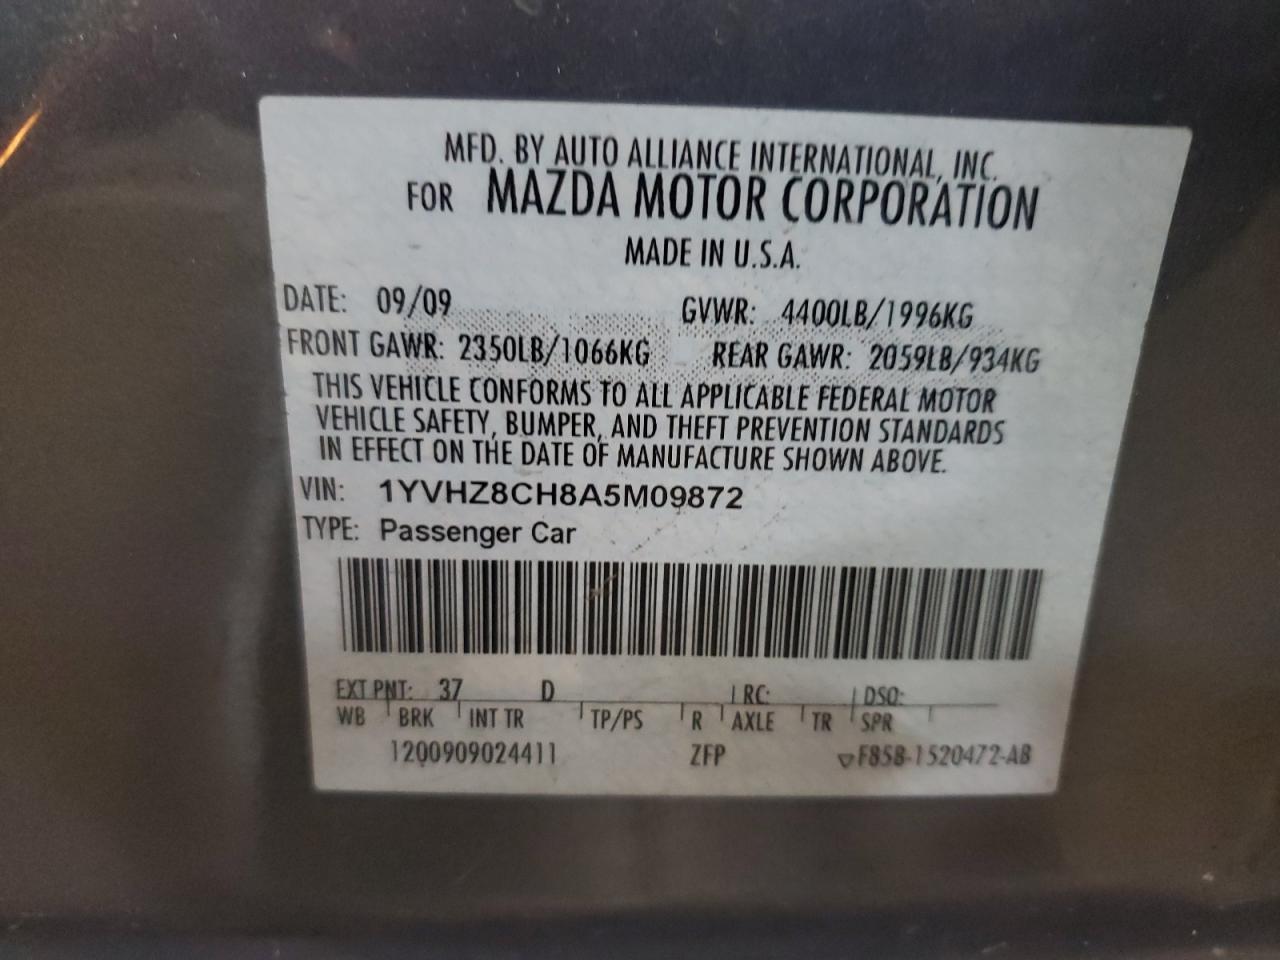 MFD. BY AUTO ALLIANCE INTERNATIONAL, INC.
FOR MAZDA MOTOR CORPORATION
MADE IN U.S.A.
DATE: 09/09 GVWR: 4400LB/1996KG
FRONT GAWR: 2350LB/1066KG REAR GAWR: 2059LB/934KG
THIS VEHICLE CONFORMS TO ALL APPLICABLE FEDERAL MOTOR
VEHICLE SAFETY, BUMPER, AND THEFT PREVENTION STANDARDS
IN EFFECT ON THE DATE OF MANUFACTURE SHOWN ABOVE.
VIN: 1YVHZ8CH8A5M09872
TYPE: Passenger Car
EXT PNT: 37 D RC: DSO:
WB BRK INT TR TP/PS R AXLE TR SPR
1200909024411 ZFP ▽F85B-1520472-AB